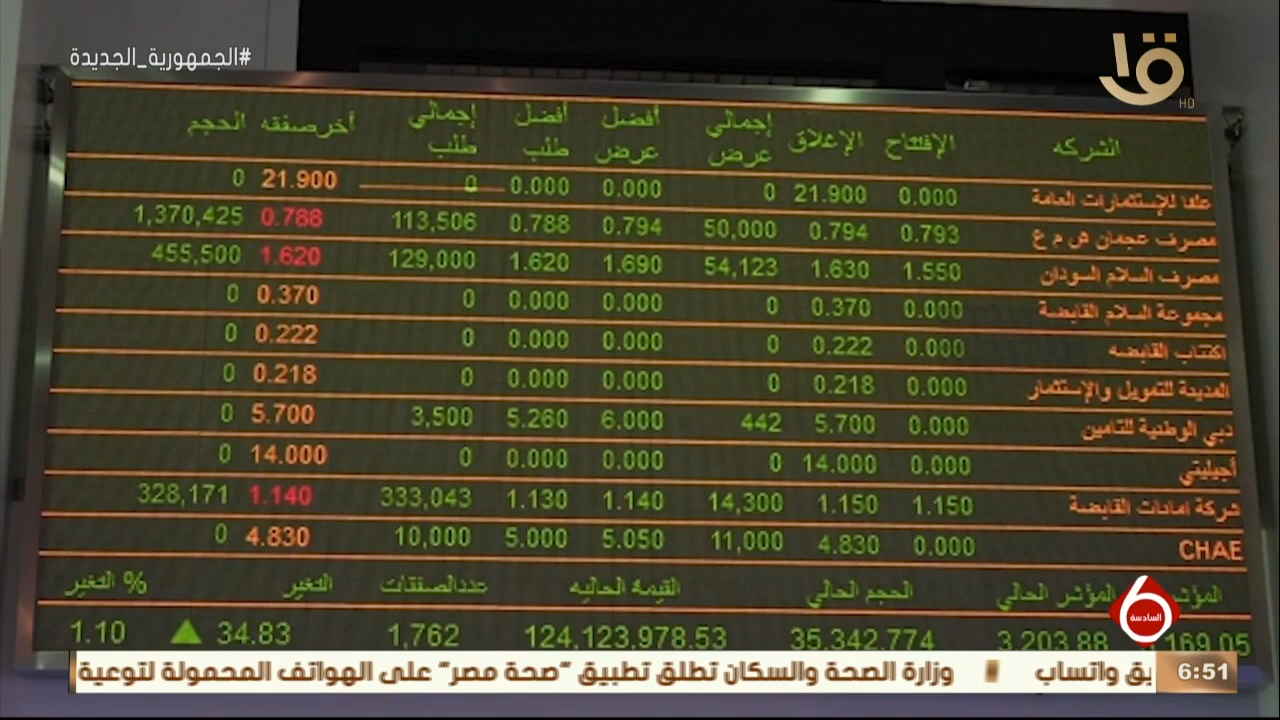 #الجمهورية_الجديدة
HD
الشركه الإفتتاح الإغلاق إجمالي عرض أفضل عرض أفضل طلب إجمالي طلب أخرصفقه الحجم
للإستثمارات العامة 0.000 21.900 0 0.000 0.000 0 21.900 0
مصرف عجمان ش م ع 0.793 0.794 50,000 0.794 0.788 113,506 0.788 1,370,425
مصرف السلام السودان 1.550 1.630 54,123 1.690 1.620 129,000 1.620 455,500
مجموعة السلام القابضة 0.000 0.370 0 0.000 0.000 0 0.370 0
اكتتاب القابضه 0.000 0.222 0 0.000 0.000 0 0.222 0
المدينة للتمويل والإستثمار 0.000 0.218 0 0.000 0.000 0 0.218 0
دبي الوطنية للتامين 0.000 5.700 442 6.000 5.260 3,500 5.700 0
أجيليتي 0.000 14.000 0 0.000 0.000 0 14.000 0
شركة امانات القابضة 1.150 1.150 14,300 1.140 1.130 333,043 1.140 328,171
CHAE 0.000 4.830 11,000 5.050 5.000 10,000 4.830 0
المؤشر الحالي الحجم الحالي القيمة الحاليه عددالصفقات التغير % التغير
169.05 3,203.88 35,342,774 124,123,978.53 1,762 34.83 ▲ 1.10
السادسة
6:51 يق واتساب وزارة الصحة والسكان تطلق تطبيق "صحة مصر" على الهواتف المحمولة لتوعية